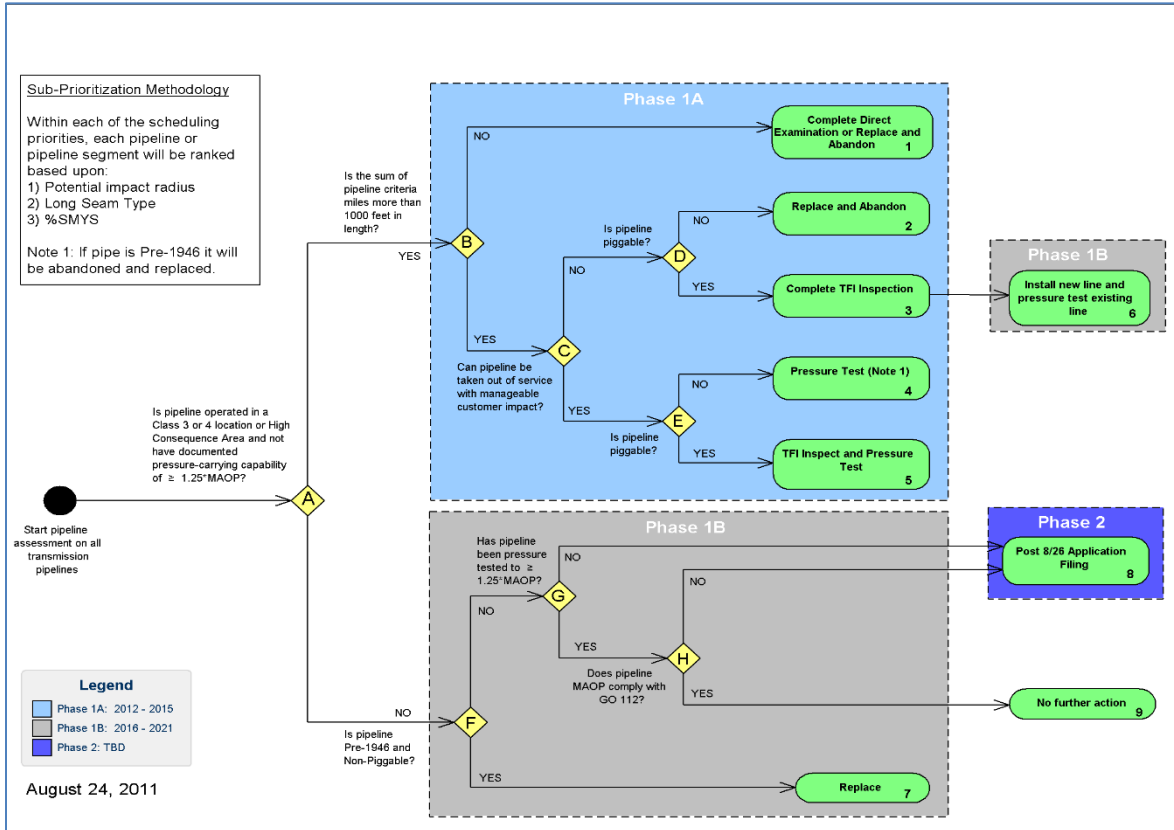 Sub-Prioritization Methodology
Within each of the scheduling
priorities, each pipeline or
pipeline segment will be ranked
based upon:
1) Potential impact radius
2) Long Seam Type
3) %SMYS
Note 1: If pipe is Pre-1946 it will
be abandoned and replaced.
Phase 1A
NO
Complete Direct
Examination or Replace and
Abandon
1
Is the sum of
pipeline criteria
miles more than
1000 feet in
length?
YES
B
Is pipeline
piggable?
NO
Replace and Abandon
2
D
NO
YES
Complete TFI Inspection
3
Phase 1B
Install new line and
pressure test existing
line
6
YES
C
Can pipeline be
taken out of service
with manageable
customer impact?
YES
NO
Pressure Test (Note 1)
4
E
Is pipeline
piggable?
YES
TFI Inspect and Pressure
Test
5
Is pipeline operated in a
Class 3 or 4 location or High
Consequence Area and not
have documented
pressure-carrying capability
of ≥ 1.25*MAOP?
A
Start pipeline
assessment on all
transmission
pipelines
Phase 1B
Has pipeline
been pressure
tested to ≥
1.25*MAOP?
NO
G
NO
YES
Phase 2
Post 8/26 Application
Filing
8
NO
H
Does pipeline
MAOP comply with
GO 112?
YES
No further action
9
NO
F
Is pipeline
Pre-1946 and
Non-Piggable?
YES
Replace
7
Legend
Phase 1A: 2012 - 2015
Phase 1B: 2016 - 2021
Phase 2: TBD
August 24, 2011